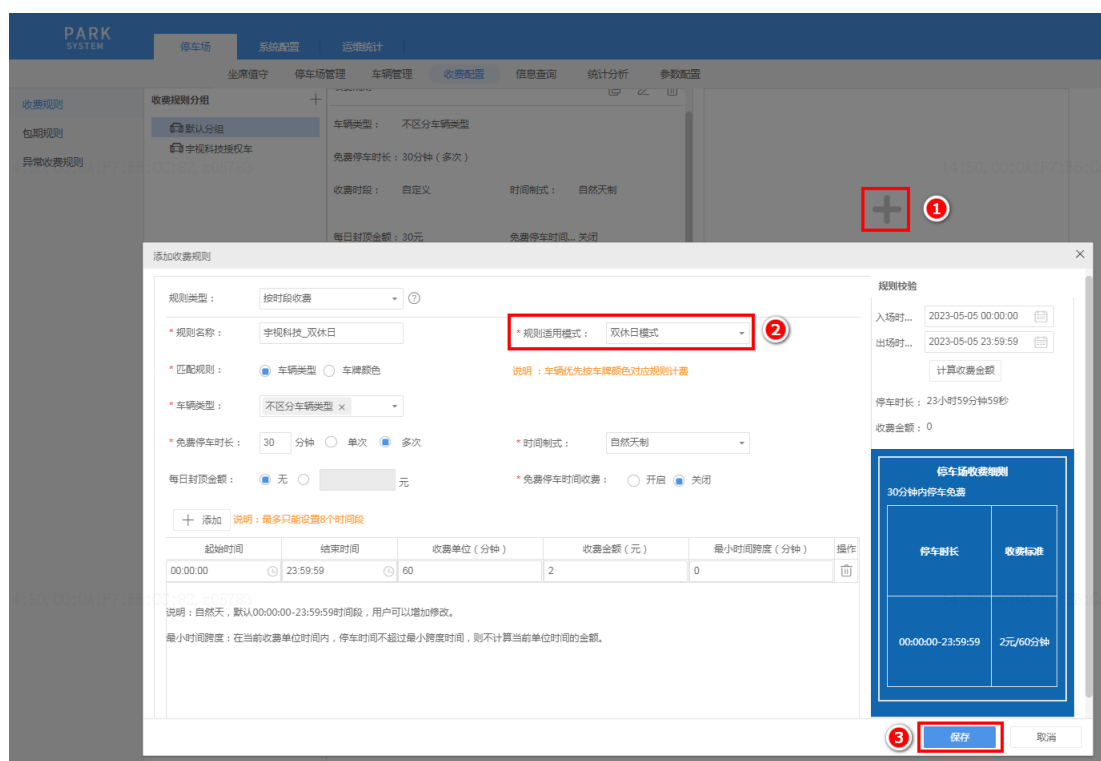 PARK
SYSTEM
停车场 系统配置 运维统计
坐席值守 停车场管理 车辆管理 收费配置 信息查询 统计分析 参数配置
收费规则
包期规则
异常收费规则
收费规则分组
默认分组
宇视科技授权车
车辆类型： 不区分车辆类型
免费停车时长：30分钟（多次）
收费时段： 自定义 时间制式： 自然天制
每日封顶金额：30元 免费停车时间... 关闭
1
添加收费规则
规则类型： 按时段收费
* 规则名称： 宇视科技_双休日 * 规则适用模式： 双休日模式 2
* 匹配规则： 车辆类型 车牌颜色 说明 ：车辆优先按车牌颜色对应规则计费
* 车辆类型： 不区分车辆类型 ×
* 免费停车时长： 30 分钟 单次 多次 * 时间制式： 自然天制
每日封顶金额： 无 元 * 免费停车时间收费： 开启 关闭
添加 说明：最多只能设置8个时间段
起始时间 结束时间 收费单位（分钟） 收费金额（元） 最小时间跨度（分钟） 操作
00:00:00 23:59:59 60 2 0
说明：自然天，默认00:00:00-23:59:59时间段，用户可以增加修改。
最小时间跨度：在当前收费单位时间内，停车时间不超过最小跨度时间，则不计算当前单位时间的金额。
规则校验
入场时... 2023-05-05 00:00:00
出场时... 2023-05-05 23:59:59
计算收费金额
停车时长： 23小时59分钟59秒
收费金额： 0
停车场收费细则
30分钟内停车免费
停车时长 收费标准
00:00:00-23:59:59 2元/60分钟
3 保存 取消